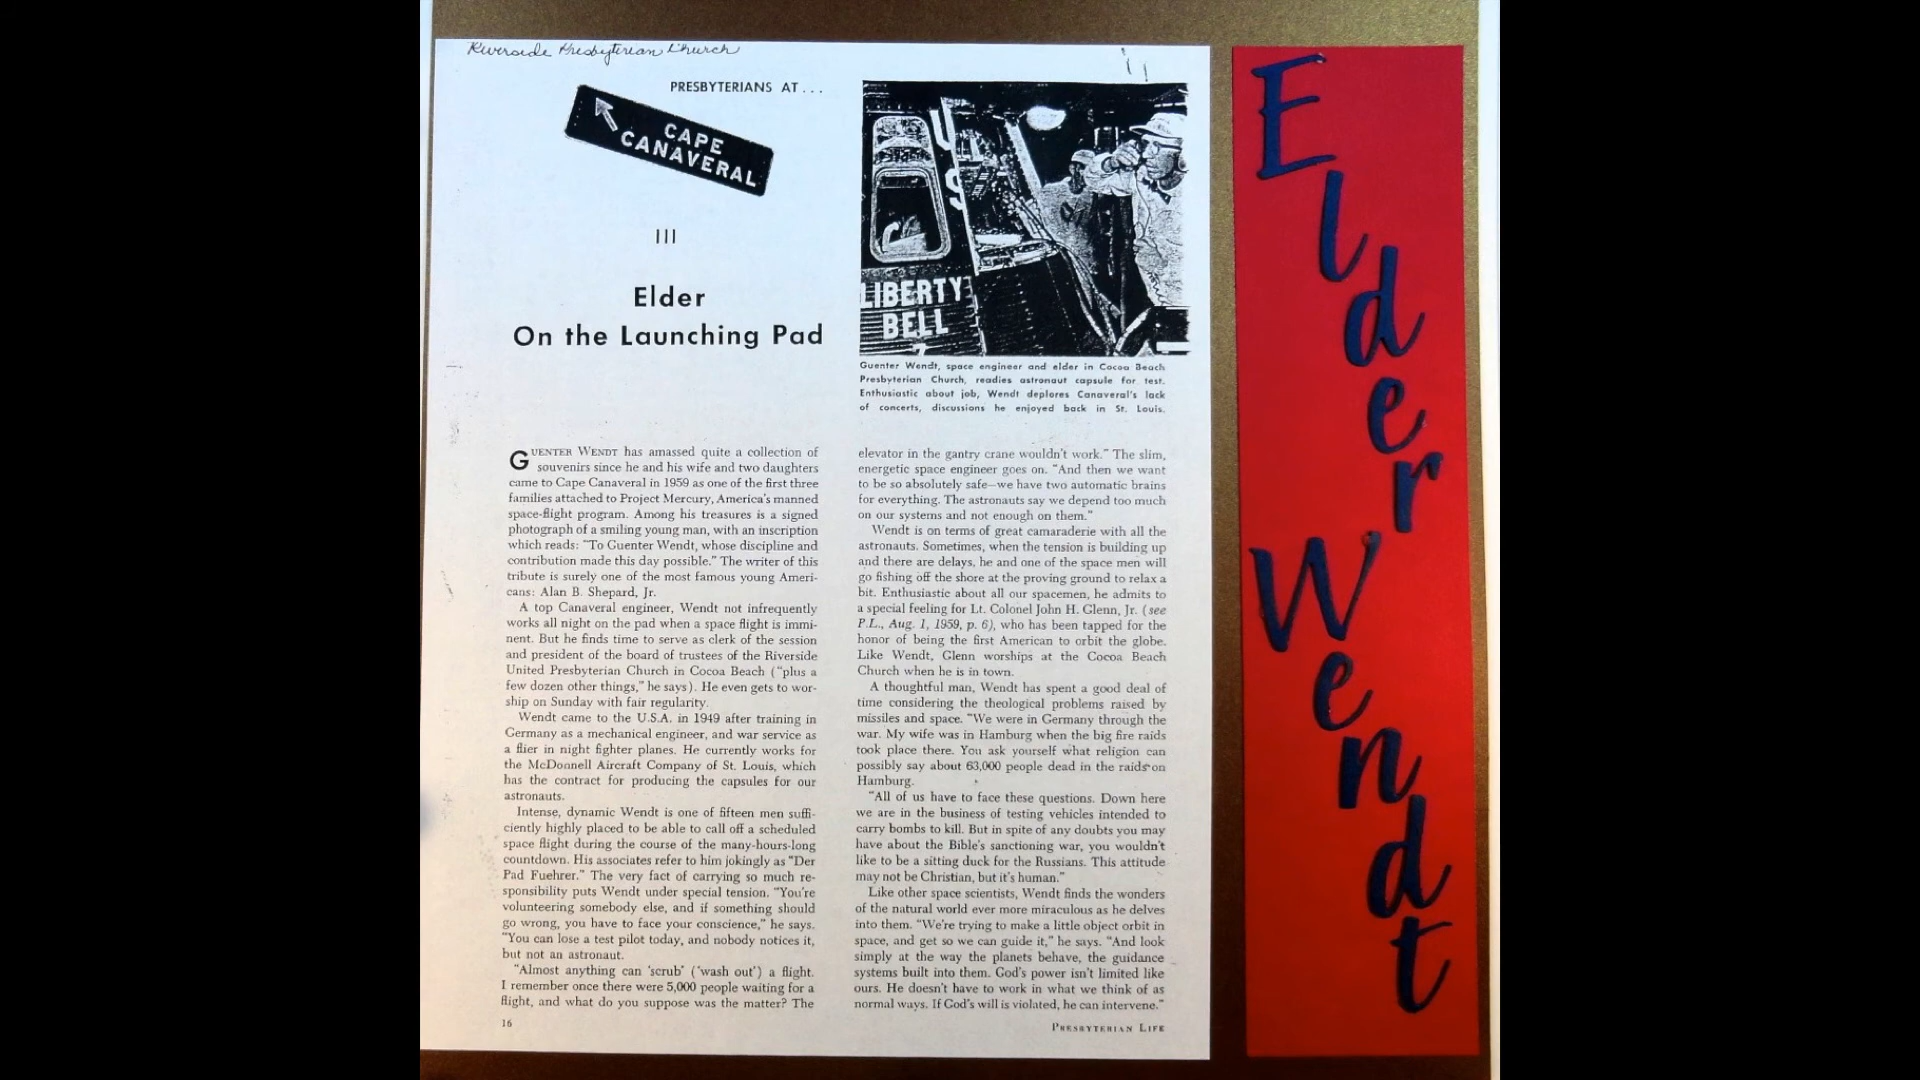 Riverside Presbyterian Church
PRESBYTERIANS AT . . .
CAPE
CANAVERAL
III
Elder
On the Launching Pad
LIBERTY
BELL
7
Guenter Wendt, space engineer and elder in Cocoa Beach
Presbyterian Church, readies astronaut capsule for test.
Enthusiastic about job, Wendt deplores Canaveral's lack
of concerts, discussions he enjoyed back in St. Louis.
GUENTER WENDT has amassed quite a collection of
souvenirs since he and his wife and two daughters
came to Cape Canaveral in 1959 as one of the first three
families attached to Project Mercury, America's manned
space-flight program. Among his treasures is a signed
photograph of a smiling young man, with an inscription
which reads: "To Guenter Wendt, whose discipline and
contribution made this day possible." The writer of this
tribute is surely one of the most famous young Ameri-
cans: Alan B. Shepard, Jr.
A top Canaveral engineer, Wendt not infrequently
works all night on the pad when a space flight is immi-
nent. But he finds time to serve as clerk of the session
and president of the board of trustees of the Riverside
United Presbyterian Church in Cocoa Beach ("plus a
few dozen other things," he says). He even gets to wor-
ship on Sunday with fair regularity.
Wendt came to the U.S.A. in 1949 after training in
Germany as a mechanical engineer, and war service as
a flier in night fighter planes. He currently works for
the McDonnell Aircraft Company of St. Louis, which
has the contract for producing the capsules for our
astronauts.
Intense, dynamic Wendt is one of fifteen men suffi-
ciently highly placed to be able to call off a scheduled
space flight during the course of the many-hours-long
countdown. His associates refer to him jokingly as "Der
Pad Fuehrer." The very fact of carrying so much re-
sponsibility puts Wendt under special tension. "You're
volunteering somebody else, and if something should
go wrong, you have to face your conscience," he says.
"You can lose a test pilot today, and nobody notices it,
but not an astronaut.
"Almost anything can 'scrub' ('wash out') a flight.
I remember once there were 5,000 people waiting for a
flight, and what do you suppose was the matter? The
elevator in the gantry crane wouldn't work." The slim,
energetic space engineer goes on. "And then we want
to be so absolutely safe—we have two automatic brains
for everything. The astronauts say we depend too much
on our systems and not enough on them."
Wendt is on terms of great camaraderie with all the
astronauts. Sometimes, when the tension is building up
and there are delays, he and one of the space men will
go fishing off the shore at the proving ground to relax a
bit. Enthusiastic about all our spacemen, he admits to
a special feeling for Lt. Colonel John H. Glenn, Jr. (see
P.L., Aug. 1, 1959, p. 6), who has been tapped for the
honor of being the first American to orbit the globe.
Like Wendt, Glenn worships at the Cocoa Beach
Church when he is in town.
A thoughtful man, Wendt has spent a good deal of
time considering the theological problems raised by
missiles and space. "We were in Germany through the
war. My wife was in Hamburg when the big fire raids
took place there. You ask yourself what religion can
possibly say about 63,000 people dead in the raids on
Hamburg.
"All of us have to face these questions. Down here
we are in the business of testing vehicles intended to
carry bombs to kill. But in spite of any doubts you may
have about the Bible's sanctioning war, you wouldn't
like to be a sitting duck for the Russians. This attitude
may not be Christian, but it's human."
Like other space scientists, Wendt finds the wonders
of the natural world ever more miraculous as he delves
into them. "We're trying to make a little object orbit in
space, and get so we can guide it," he says. "And look
simply at the way the planets behave, the guidance
systems built into them. God's power isn't limited like
ours. He doesn't have to work in what we think of as
normal ways. If God's will is violated, he can intervene."
16
PRESBYTERIAN LIFE
Elder Wendt